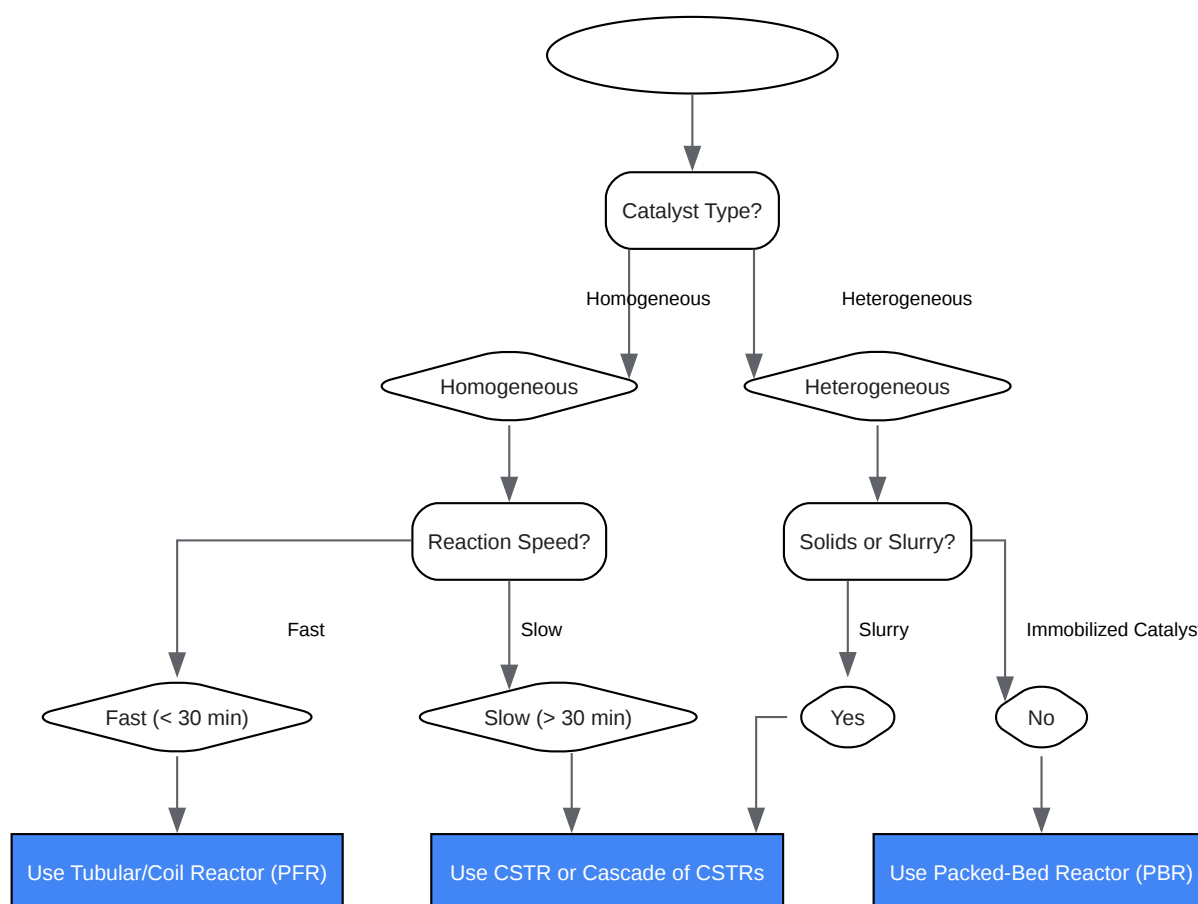 Catalyst Type?
Homogeneous
Heterogeneous
Homogeneous
Heterogeneous
Reaction Speed?
Solids or Slurry?
Fast
Slow
Slurry
Immobilized Catalyst
Fast (< 30 min)
Slow (> 30 min)
Yes
No
Use Tubular/Coil Reactor (PFR)
Use CSTR or Cascade of CSTRs
Use Packed-Bed Reactor (PBR)